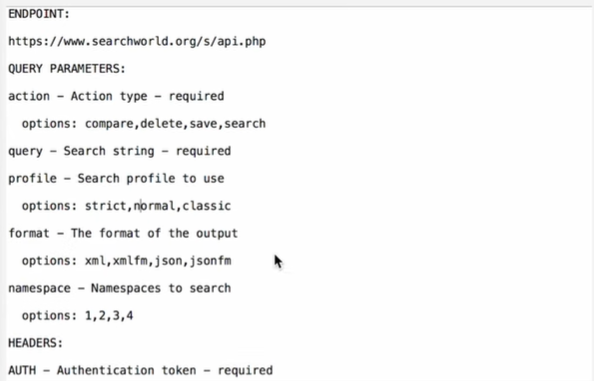 ENDPOINT:
https://www.searchworld.org/s/api.php
QUERY PARAMETERS:
action – Action type – required
options: compare,delete,save,search
query – Search string – required
profile – Search profile to use
options: strict,normal,classic
format – The format of the output
options: xml,xmlfm,json,jsonfm
namespace – Namespaces to search
options: 1,2,3,4
HEADERS:
AUTH – Authentication token – required